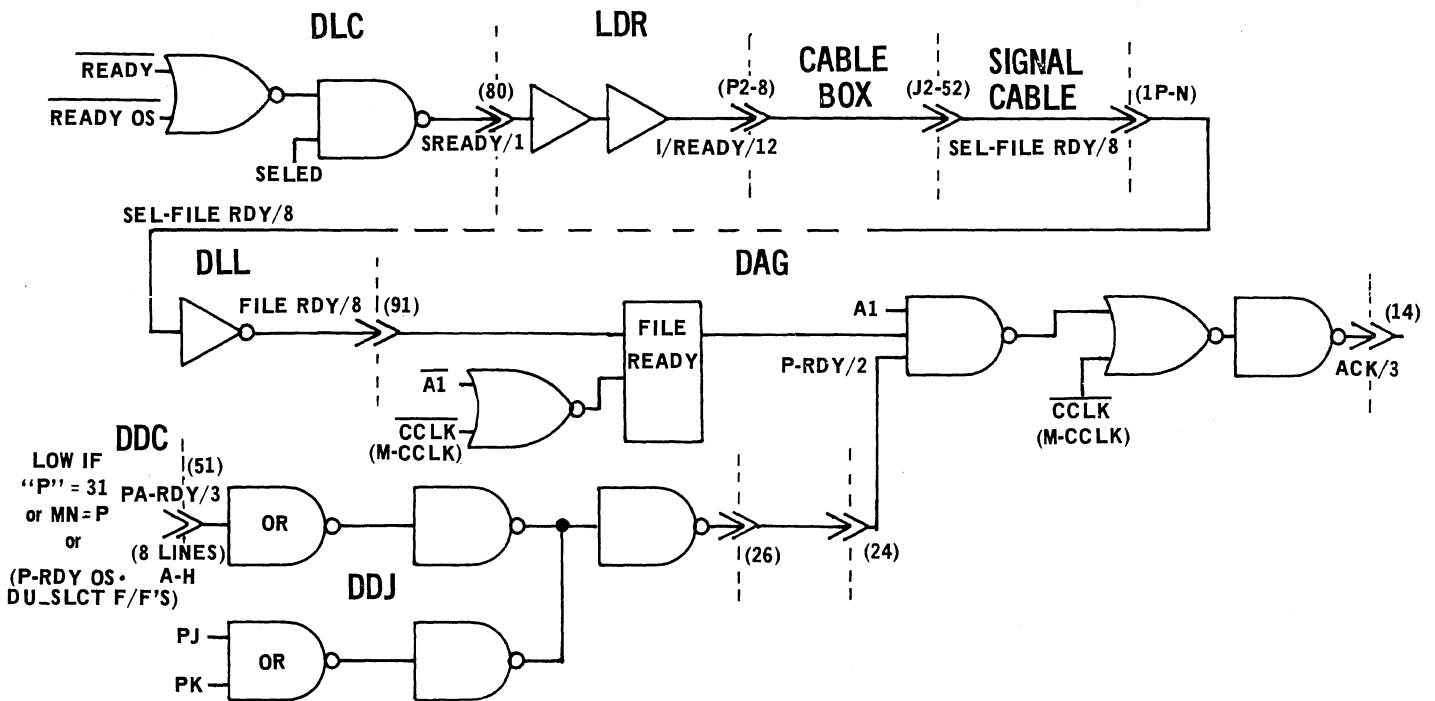 DLC
LDR
CABLE
BOX
SIGNAL
CABLE
READY
READY OS
SELED
(80)
SREADY/1
(P2-8)
I/READY/12
(J2-52)
SEL-FILE RDY/8
(1P-N)
SEL-FILE RDY/8
DLL
DAG
FILE RDY/8
(91)
FILE
READY
A1
CCLK
(M-CCLK)
A1
P-RDY/2
CCLK
(M-CCLK)
(14)
ACK/3
DDC
LOW IF
"P" = 31
or MN=P
or
(P-RDY OS• A-H
DU_SLCT F/F'S)
(51)
PA-RDY/3
(8 LINES)
OR
DDJ
(26)
(24)
PJ
PK
OR